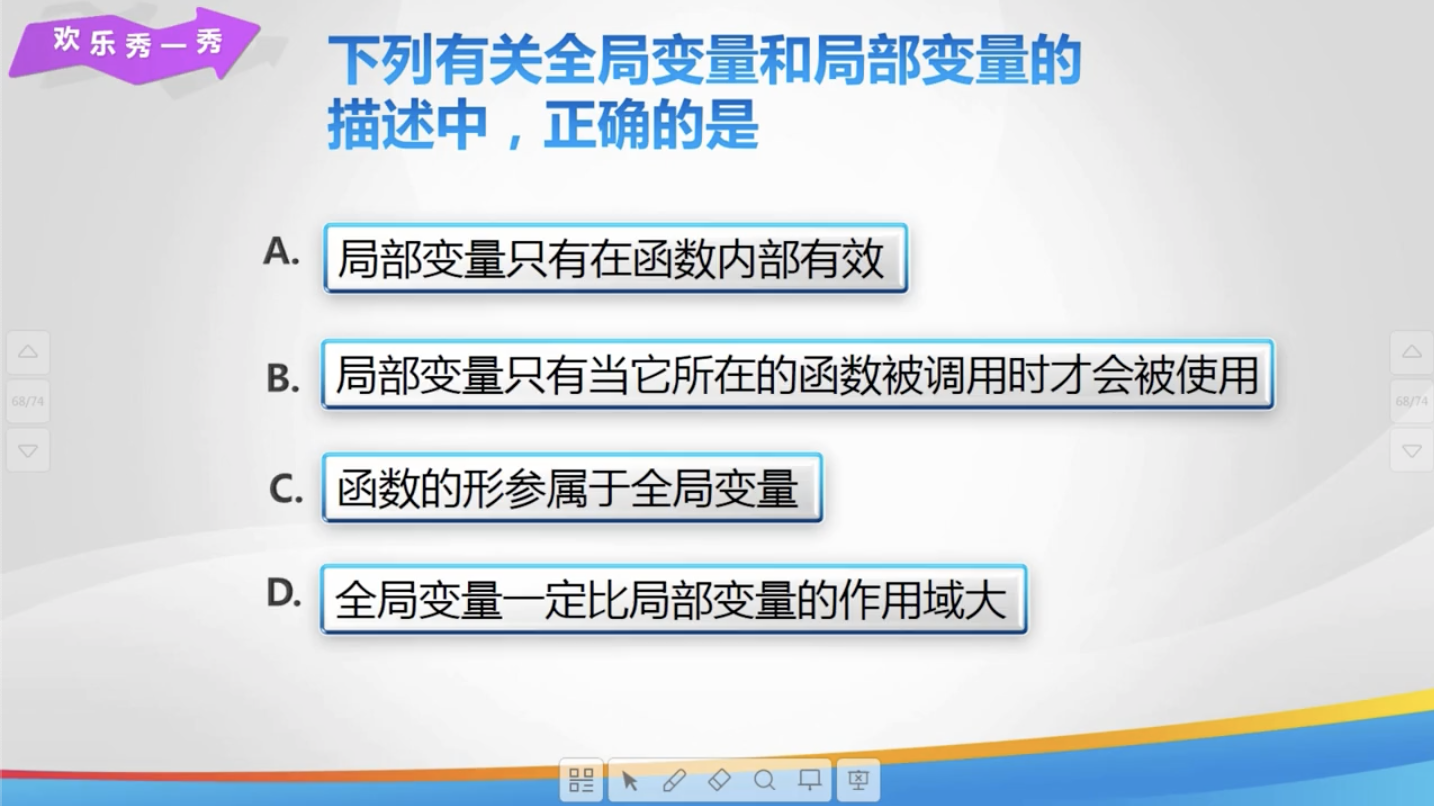 欢乐秀一秀
下列有关全局变量和局部变量的
描述中，正确的是
A. 局部变量只有在函数内部有效
B. 局部变量只有当它所在的函数被调用时才会被使用
C. 函数的形参属于全局变量
D. 全局变量一定比局部变量的作用域大
68/74
68/74